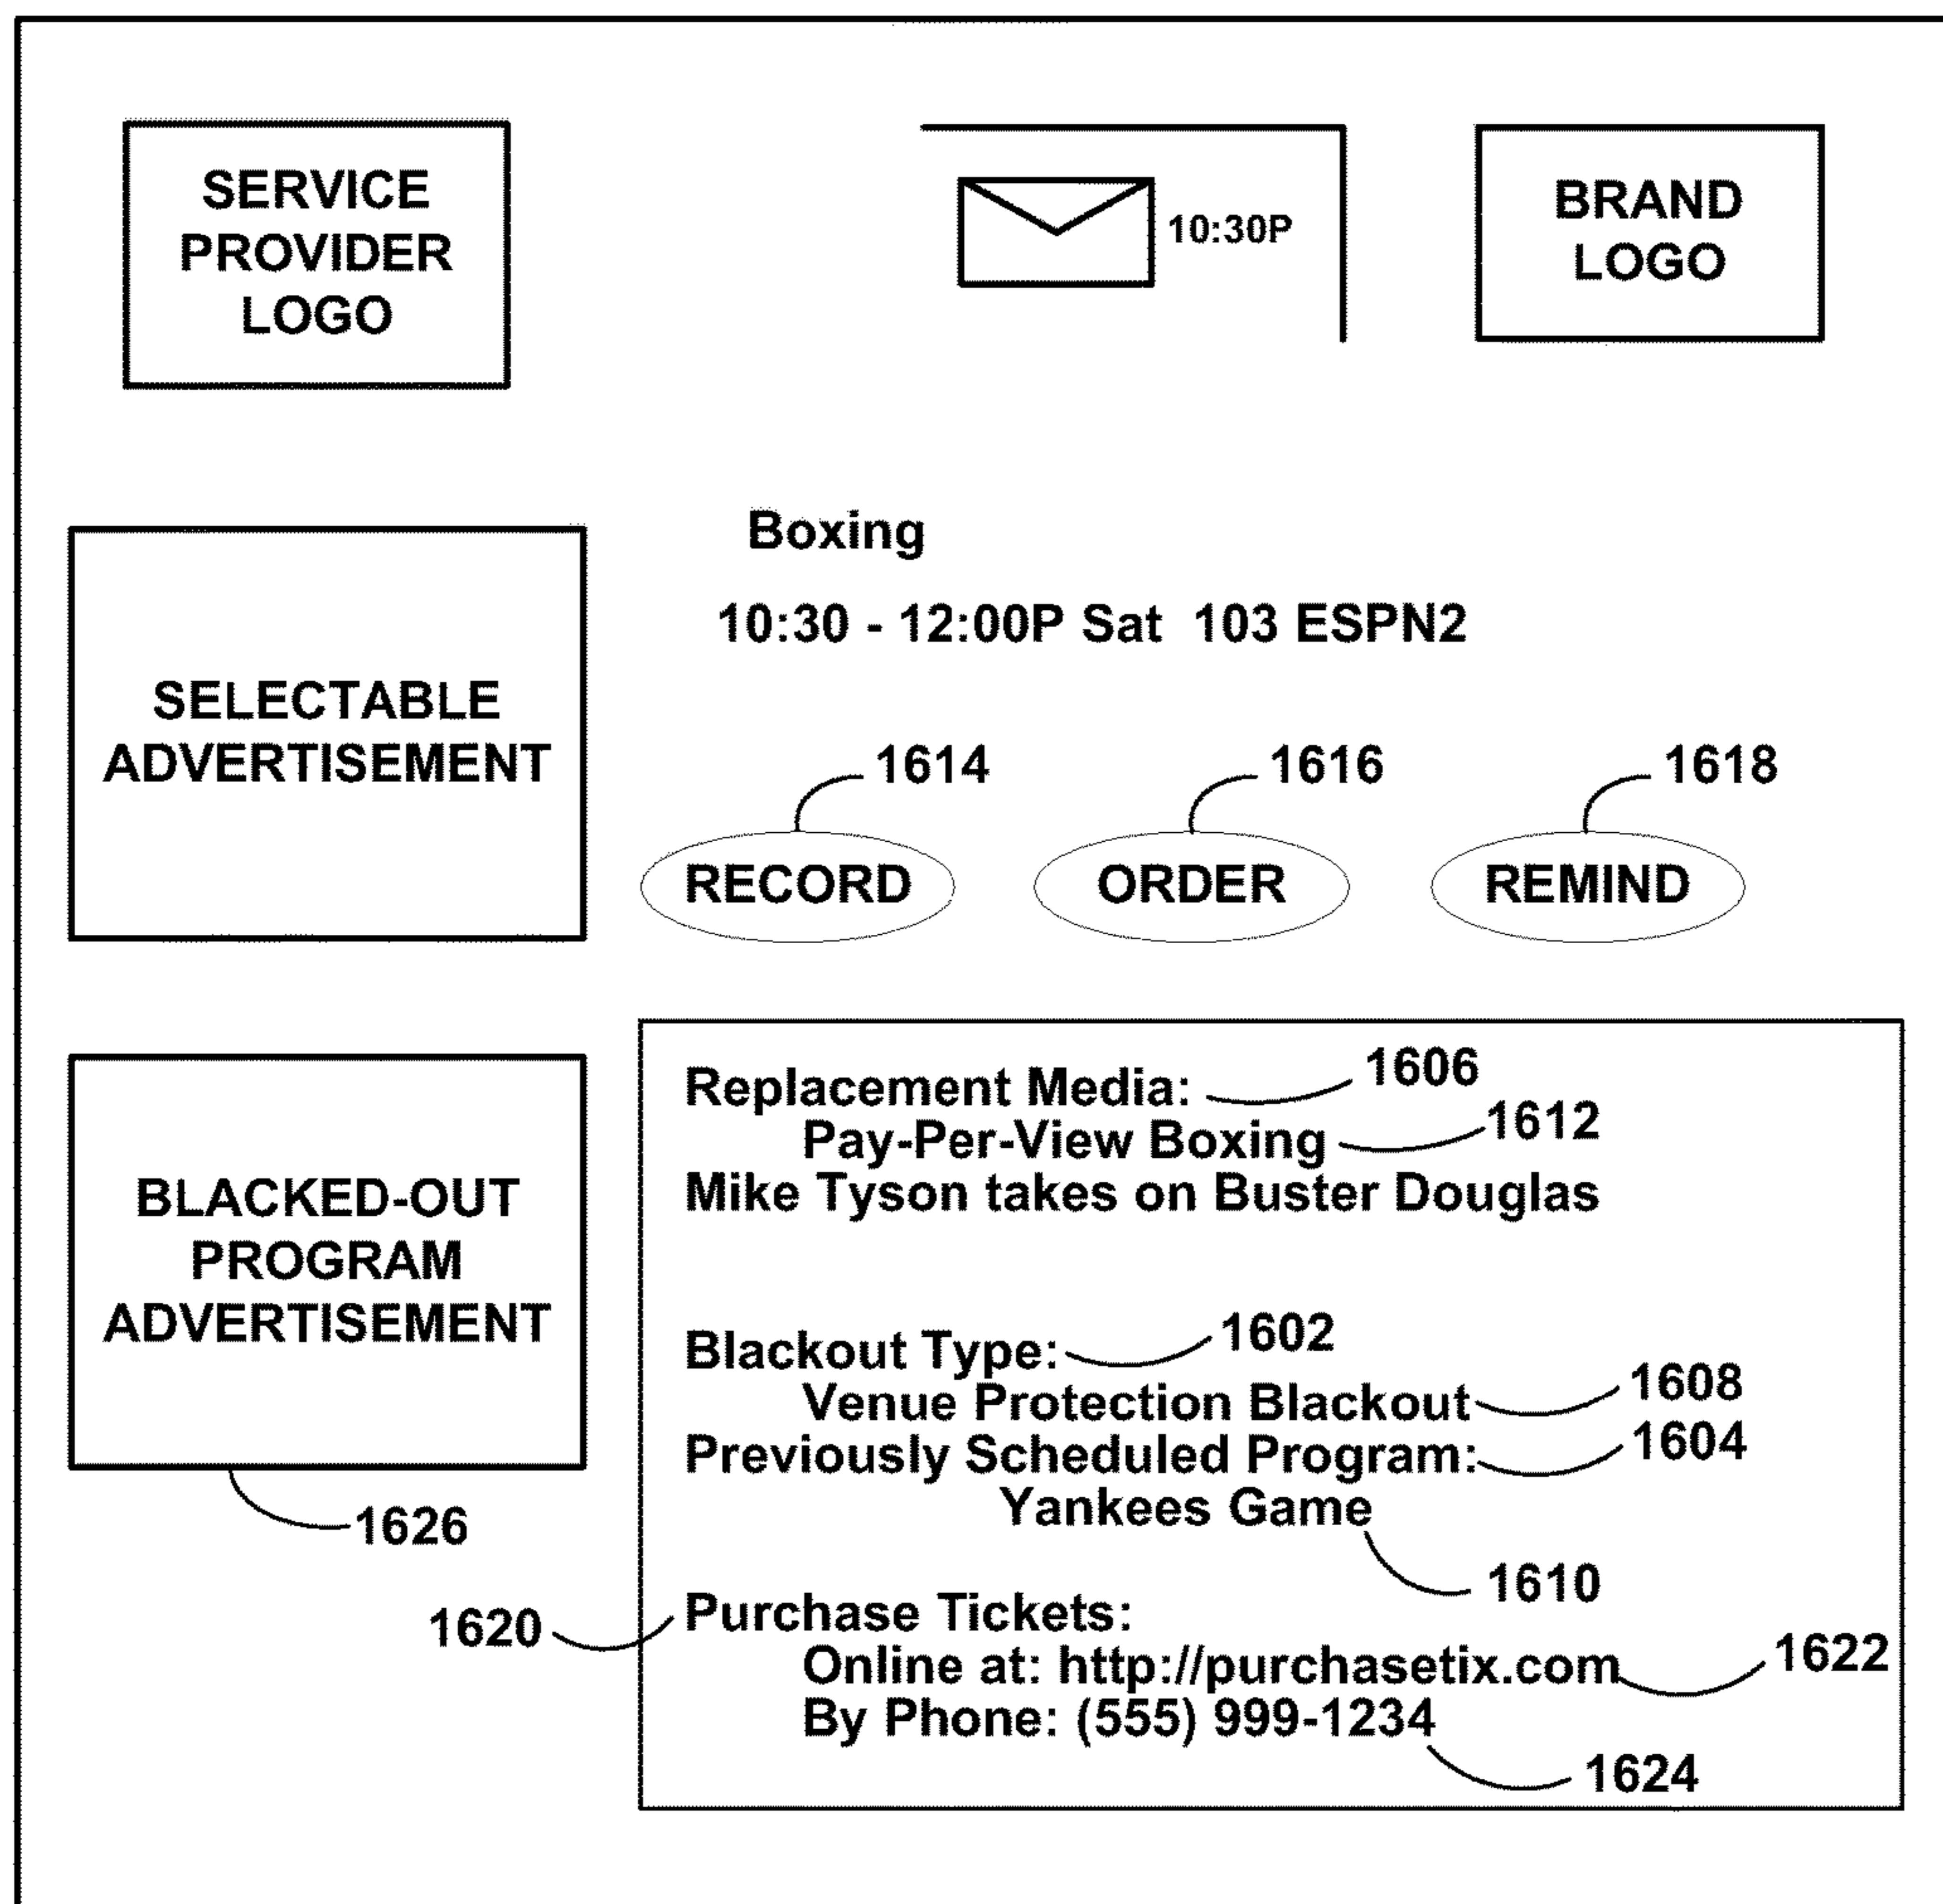 SERVICE
PROVIDER
LOGO
10:30P
BRAND
LOGO
Boxing
10:30 - 12:00P Sat 103 ESPN2
SELECTABLE
ADVERTISEMENT
1614
1616
1618
RECORD
ORDER
REMIND
Replacement Media: 1606
Pay-Per-View Boxing 1612
Mike Tyson takes on Buster Douglas
BLACKED-OUT
PROGRAM
ADVERTISEMENT
1626
Blackout Type: 1602
Venue Protection Blackout 1608
Previously Scheduled Program: 1604
Yankees Game
1610
1620 Purchase Tickets:
Online at: http://purchasetix.com 1622
By Phone: (555) 999-1234
1624